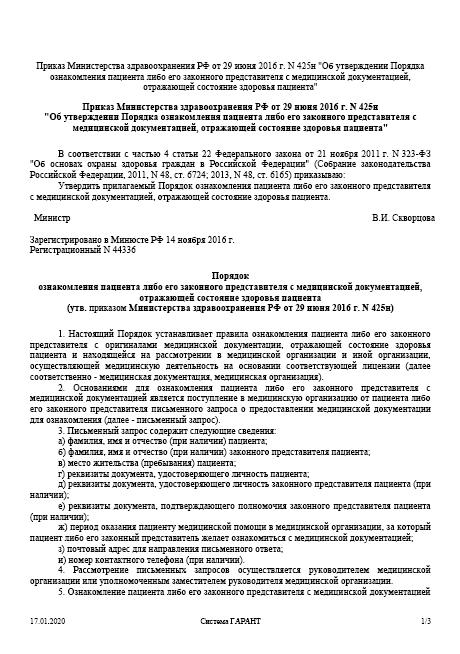 Приказ Министерства здравоохранения РФ от 29 июня 2016 г. N 425н "Об утверждении Порядка
ознакомления пациента либо его законного представителя с медицинской документацией,
отражающей состояние здоровья пациента"
Приказ Министерства здравоохранения РФ от 29 июня 2016 г. N 425н
"Об утверждении Порядка ознакомления пациента либо его законного представителя с
медицинской документацией, отражающей состояние здоровья пациента"
В соответствии с частью 4 статьи 22 Федерального закона от 21 ноября 2011 г. N 323-ФЗ
"Об основах охраны здоровья граждан в Российской Федерации" (Собрание законодательства
Российской Федерации, 2011, N 48, ст. 6724; 2013, N 48, ст. 6165) приказываю:
Утвердить прилагаемый Порядок ознакомления пациента либо его законного представителя
с медицинской документацией, отражающей состояние здоровья пациента.
Министр В.И. Скворцова
Зарегистрировано в Минюсте РФ 14 ноября 2016 г.
Регистрационный N 44336
Порядок
ознакомления пациента либо его законного представителя с медицинской документацией,
отражающей состояние здоровья пациента
(утв. приказом Министерства здравоохранения РФ от 29 июня 2016 г. N 425н)
1. Настоящий Порядок устанавливает правила ознакомления пациента либо его законного
представителя с оригиналами медицинской документации, отражающей состояние здоровья
пациента и находящейся на рассмотрении в медицинской организации и иной организации,
осуществляющей медицинскую деятельность на основании соответствующей лицензии (далее
соответственно - медицинская документация, медицинская организация).
2. Основаниями для ознакомления пациента либо его законного представителя с
медицинской документацией является поступление в медицинскую организацию от пациента либо
его законного представителя письменного запроса о предоставлении медицинской документации
для ознакомления (далее - письменный запрос).
3. Письменный запрос содержит следующие сведения:
а) фамилия, имя и отчество (при наличии) пациента;
б) фамилия, имя и отчество (при наличии) законного представителя пациента;
в) место жительства (пребывания) пациента;
г) реквизиты документа, удостоверяющего личность пациента;
д) реквизиты документа, удостоверяющего личность законного представителя пациента (при
наличии);
е) реквизиты документа, подтверждающего полномочия законного представителя пациента
(при наличии);
ж) период оказания пациенту медицинской помощи в медицинской организации, за который
пациент либо его законный представитель желает ознакомиться с медицинской документацией;
з) почтовый адрес для направления письменного ответа;
и) номер контактного телефона (при наличии).
4. Рассмотрение письменных запросов осуществляется руководителем медицинской
организации или уполномоченным заместителем руководителя медицинской организации.
5. Ознакомление пациента либо его законного представителя с медицинской документацией
17.01.2020 Система ГАРАНТ 1/3